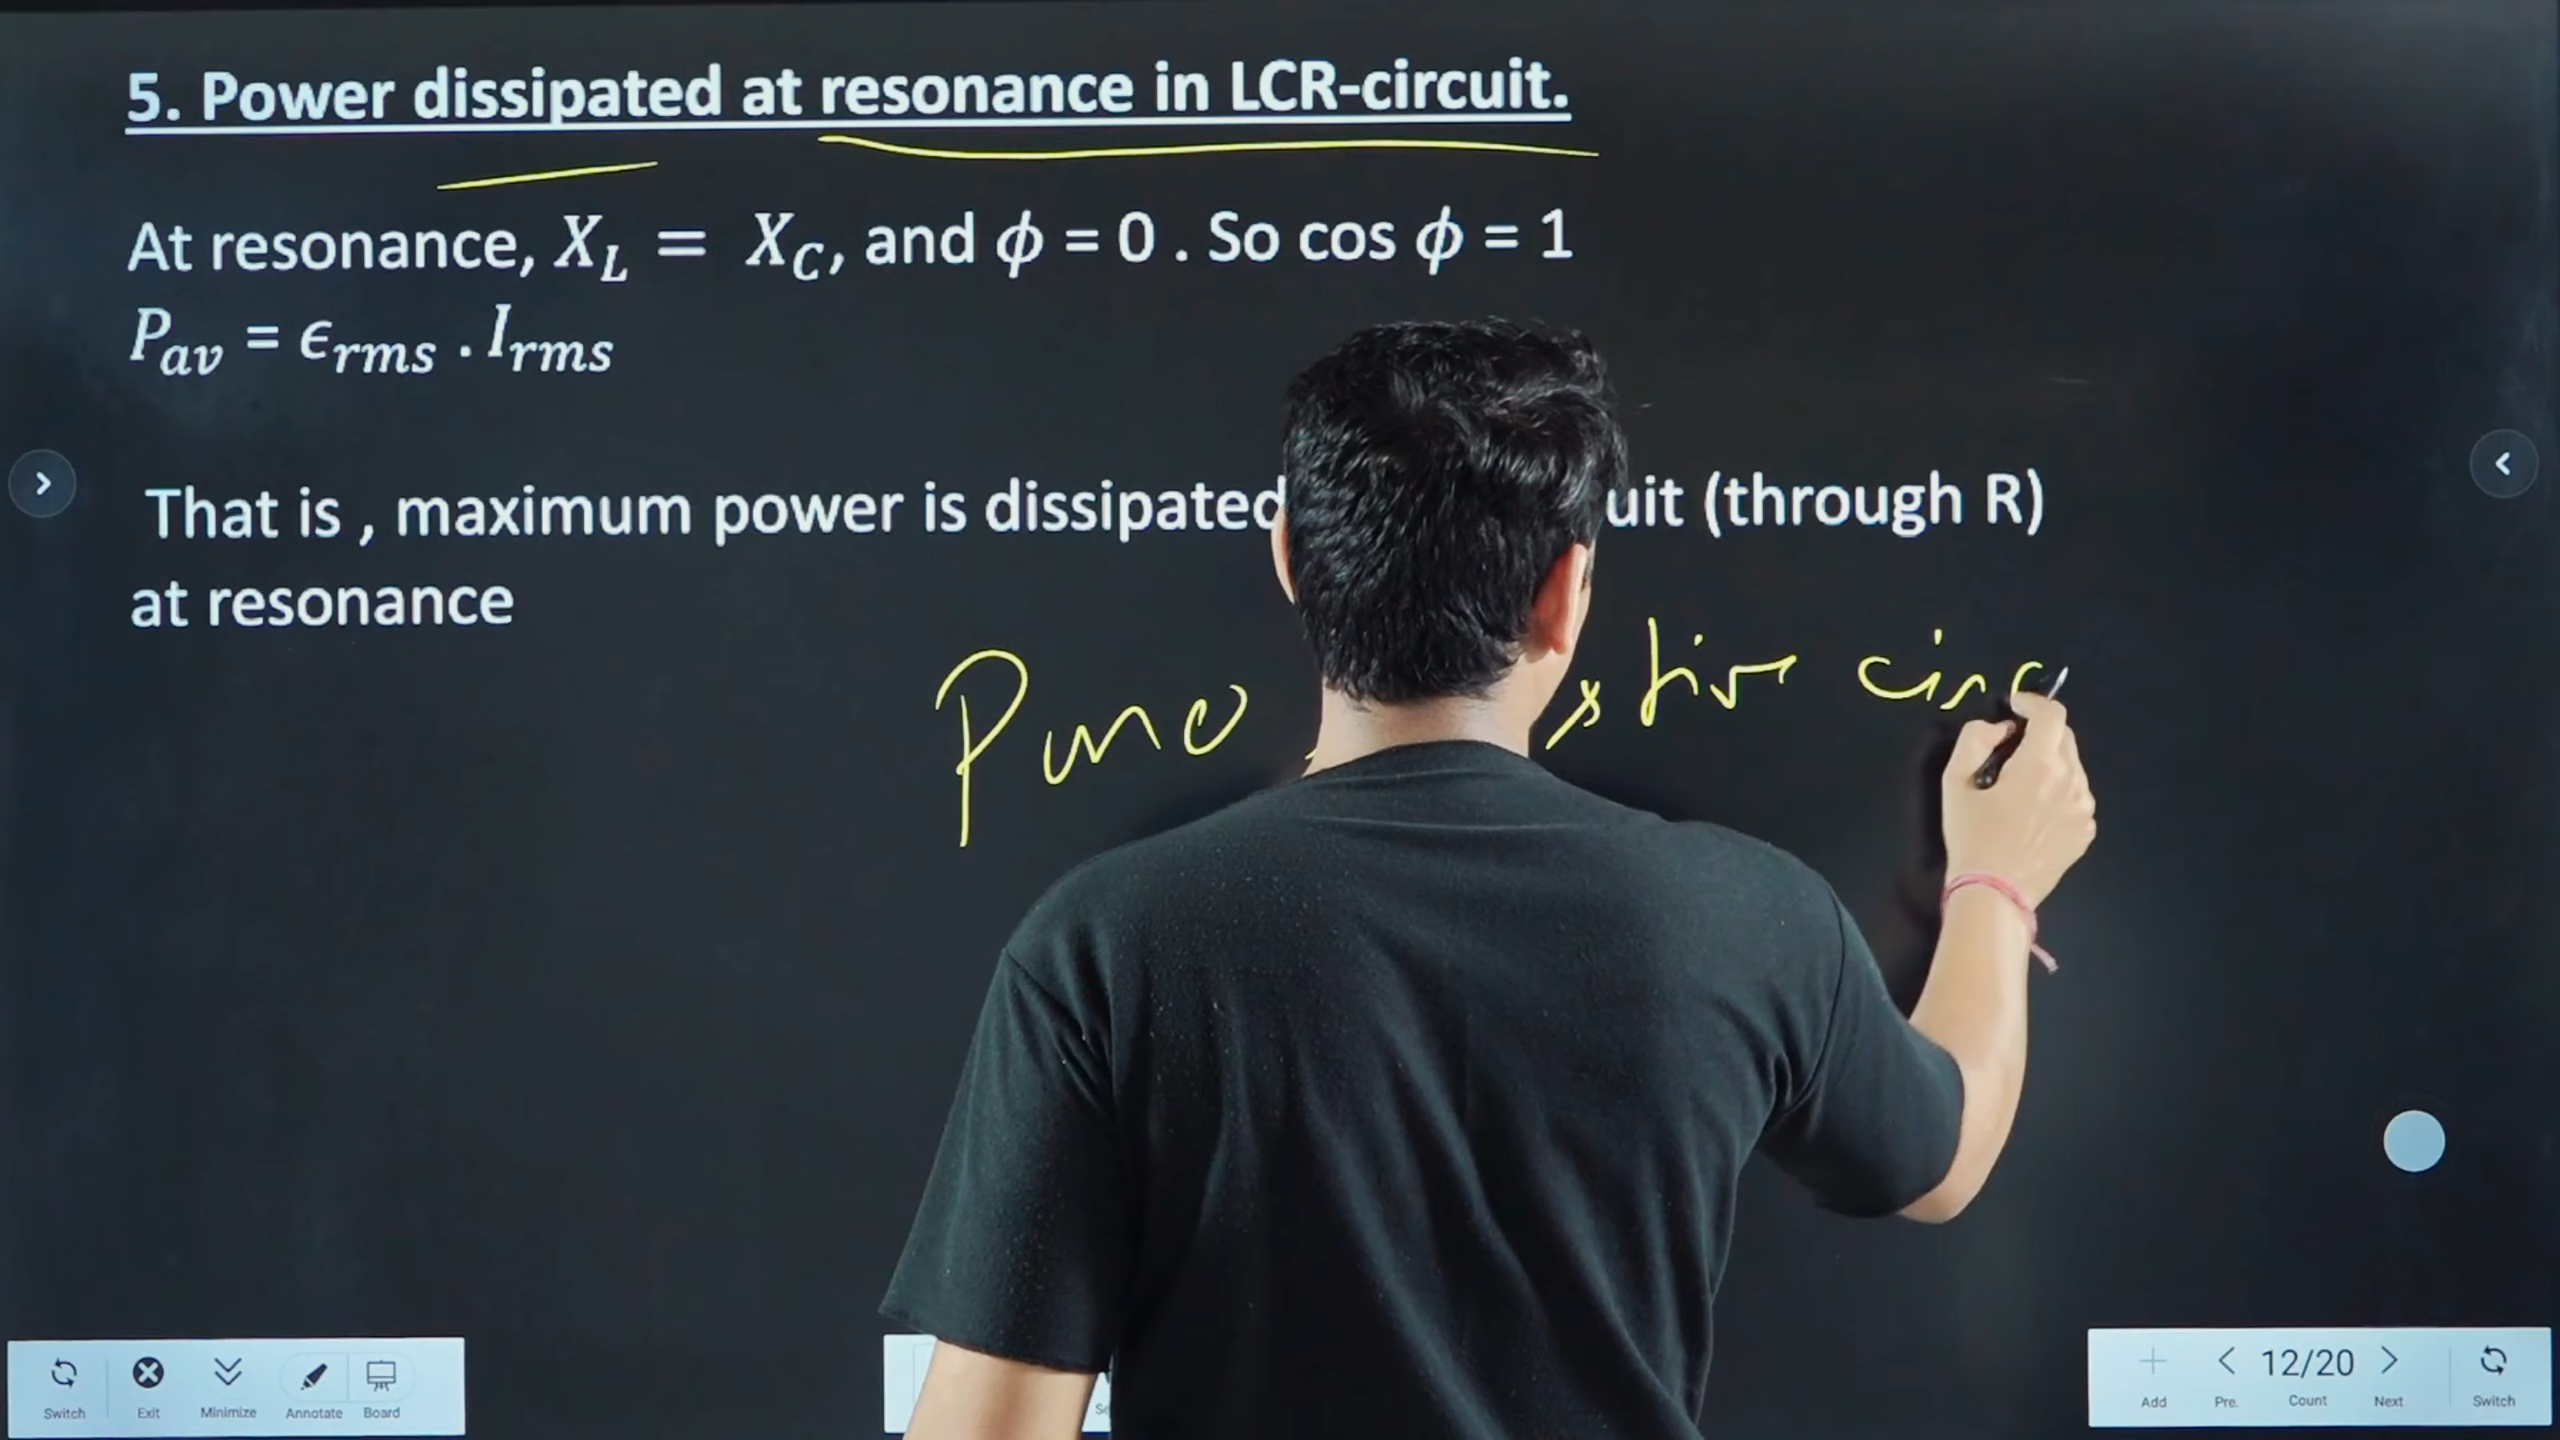 5. Power dissipated at resonance in LCR-circuit.
At resonance, X_L = X_C, and ϕ = 0 . So cos ϕ = 1
P_av = ϵ_rms . I_rms
That is , maximum power is dissipated uit (through R)
at resonance
Pure stive circ
Switch Exit Minimize Annotate Board
12/20
Add Pre. Count Next Switch